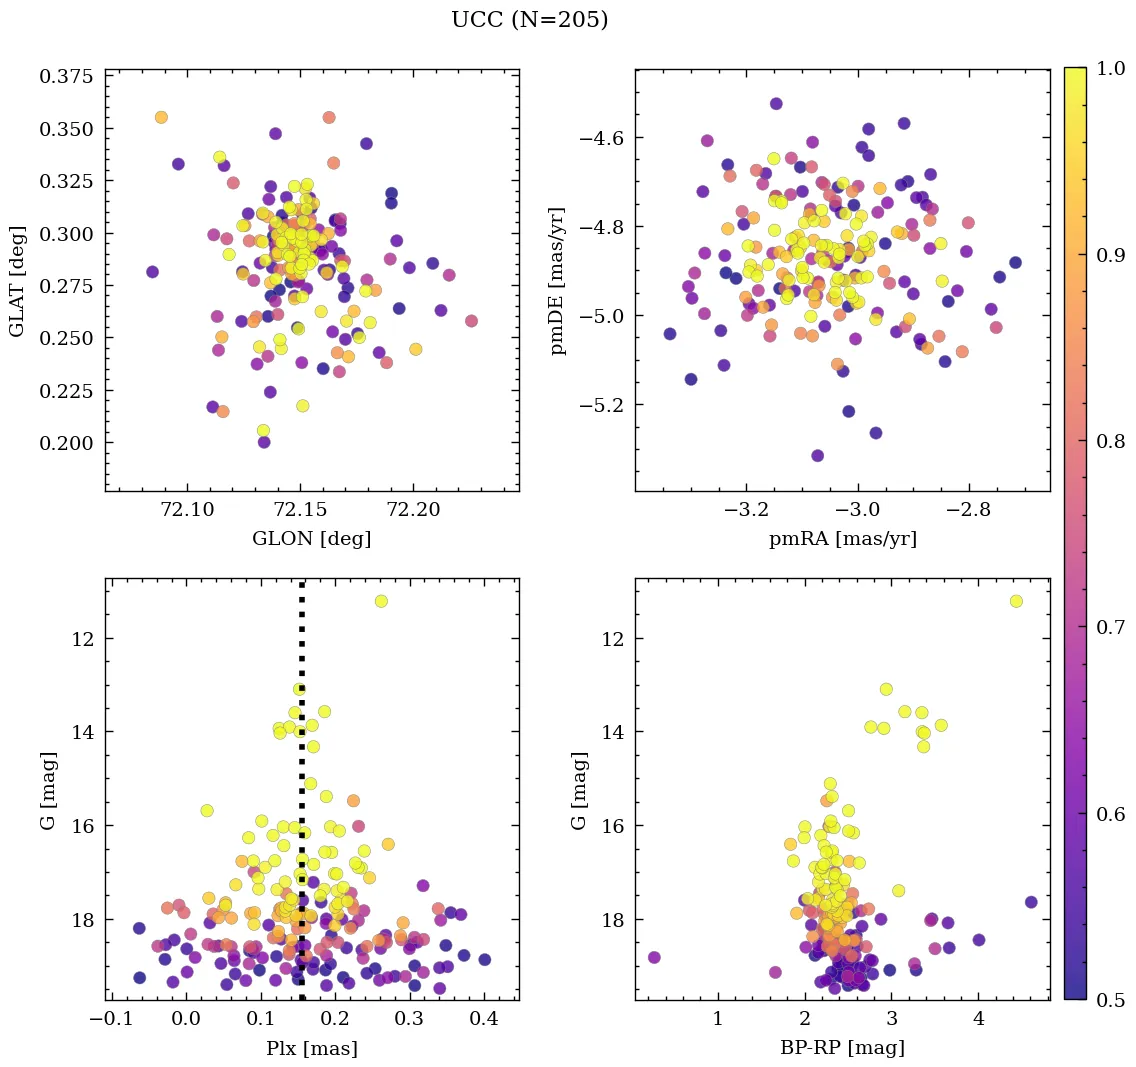 UCC (N=205)
0.375
0.350
0.325
0.300
0.275
0.250
0.225
0.200
GLAT [deg]
72.10 72.15 72.20
GLON [deg]
−4.6
−4.8
−5.0
−5.2
pmDE [mas/yr]
−3.2 −3.0 −2.8
pmRA [mas/yr]
12
14
16
18
G [mag]
−0.1 0.0 0.1 0.2 0.3 0.4
Plx [mas]
12
14
16
18
G [mag]
1 2 3 4
BP-RP [mag]
1.0
0.9
0.8
0.7
0.6
0.5